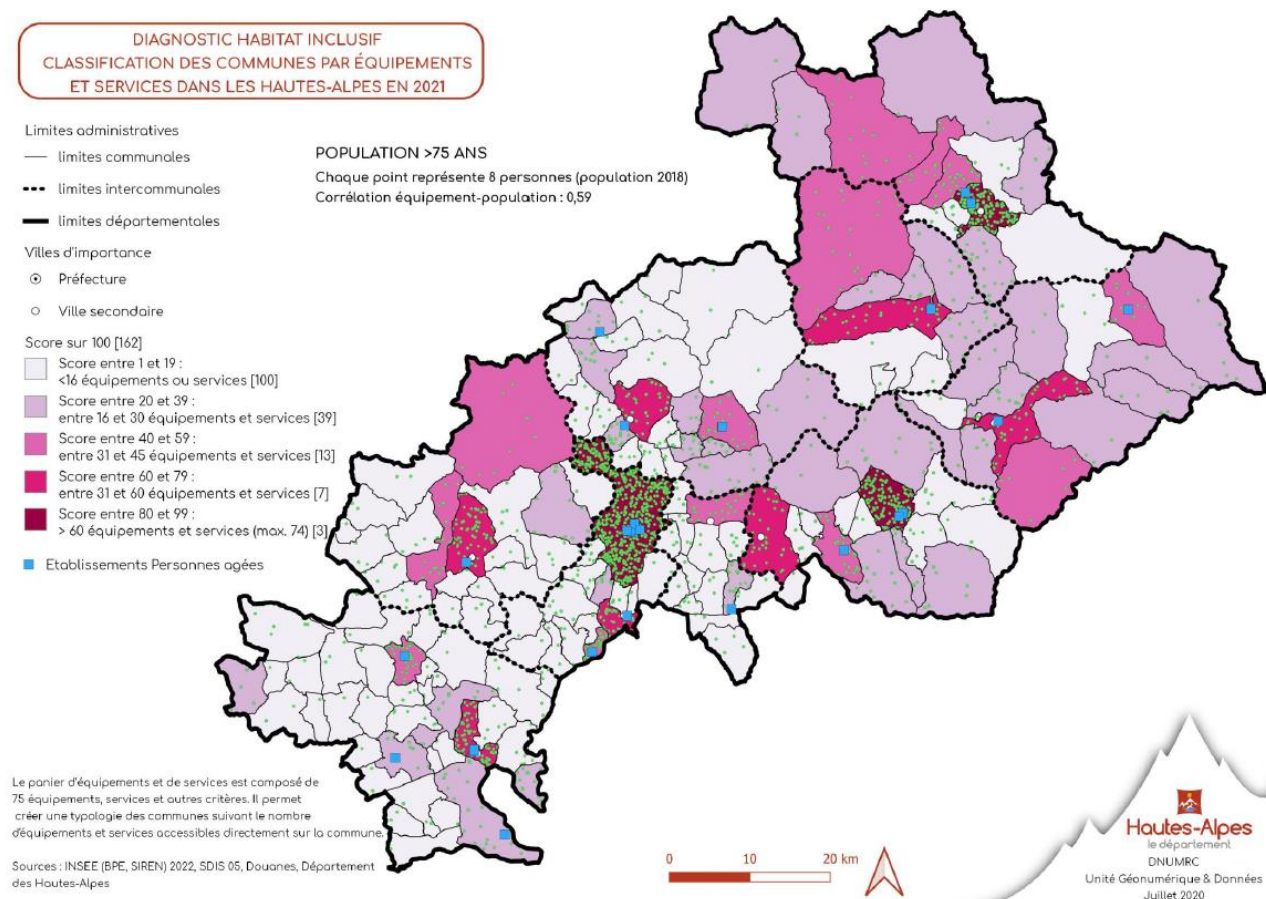 DIAGNOSTIC HABITAT INCLUSIF
CLASSIFICATION DES COMMUNES PAR ÉQUIPEMENTS
ET SERVICES DANS LES HAUTES-ALPES EN 2021
Limites administratives
limites communales
limites intercommunales
limites départementales
Villes d'importance
Préfecture
Ville secondaire
Score sur 100 [162]
Score entre 1 et 19 :
<16 équipements ou services [100]
Score entre 20 et 39 :
entre 16 et 30 équipements et services [39]
Score entre 40 et 59 :
entre 31 et 45 équipements et services [13]
Score entre 60 et 79 :
entre 31 et 60 équipements et services [7]
Score entre 80 et 99 :
> 60 équipements et services (max. 74) [3]
Etablissements Personnes agées
POPULATION >75 ANS
Chaque point représente 8 personnes (population 2018)
Corrélation équipement-population : 0,59
Le panier d'équipements et de services est composé de
75 équipements, services et autres critères. Il permet
créer une typologie des communes suivant le nombre
d'équipements et services accessibles directement sur la commune.
Sources : INSEE (BPE, SIREN) 2022, SDIS 05, Douanes, Département
des Hautes-Alpes
0 10 20 km
Hautes-Alpes
le département
DNUMRC
Unité Géonumérique & Données
Juillet 2020